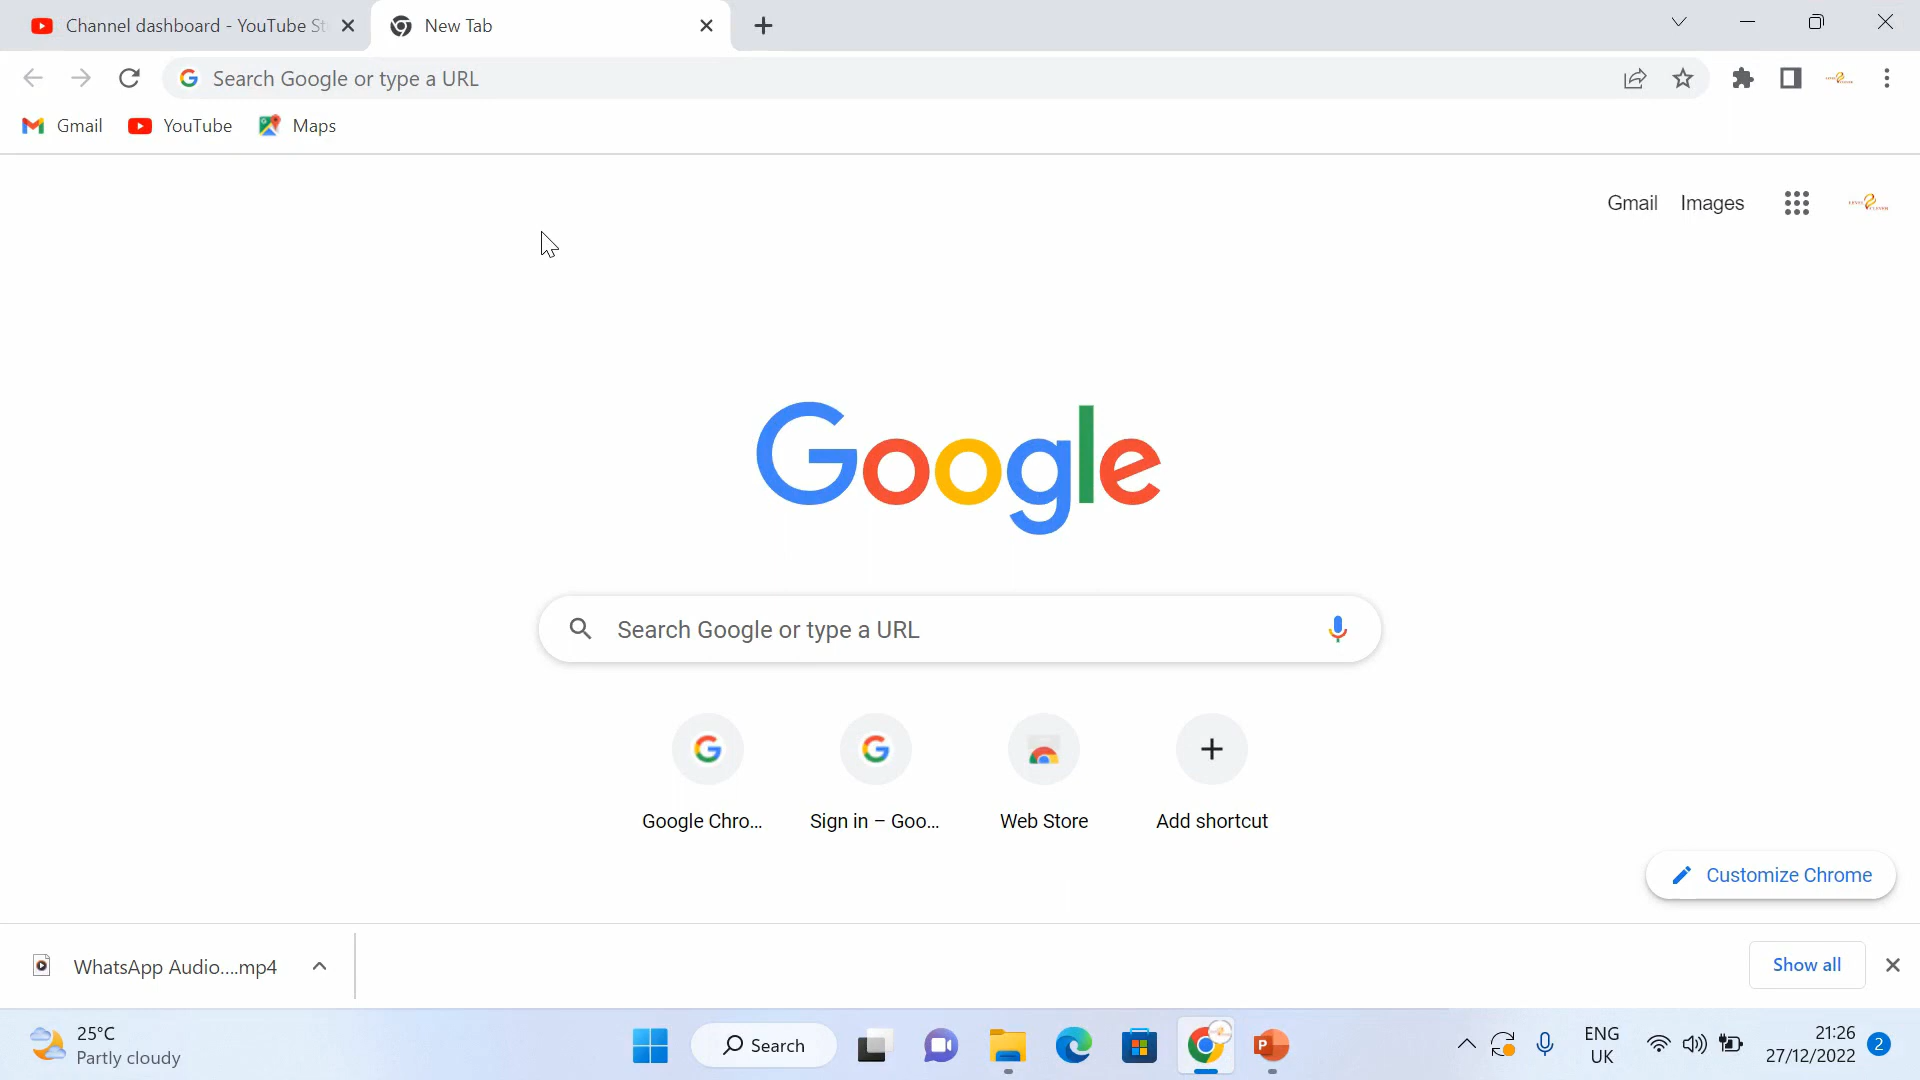 Channel dashboard - YouTube St
New Tab
Search Google or type a URL
Gmail
YouTube
Maps
Gmail
Images
Google
Search Google or type a URL
Google Chro...
Sign in – Goo...
Web Store
Add shortcut
Customize Chrome
WhatsApp Audio....mp4
Show all
25°C
Partly cloudy
Search
ENG
UK
21:26
27/12/2022
2